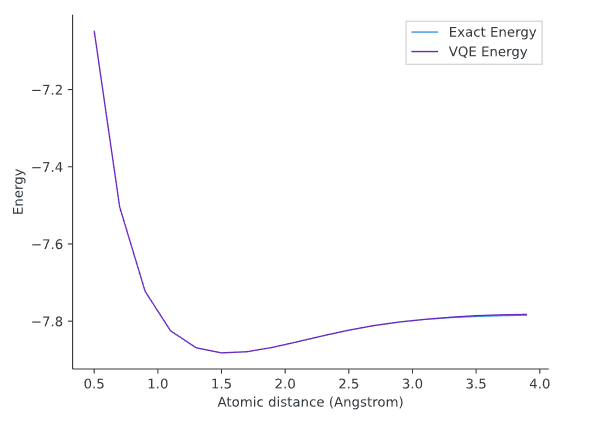 Exact Energy
VQE Energy
−7.2
−7.4
−7.6
−7.8
Energy
0.5 1.0 1.5 2.0 2.5 3.0 3.5 4.0
Atomic distance (Angstrom)